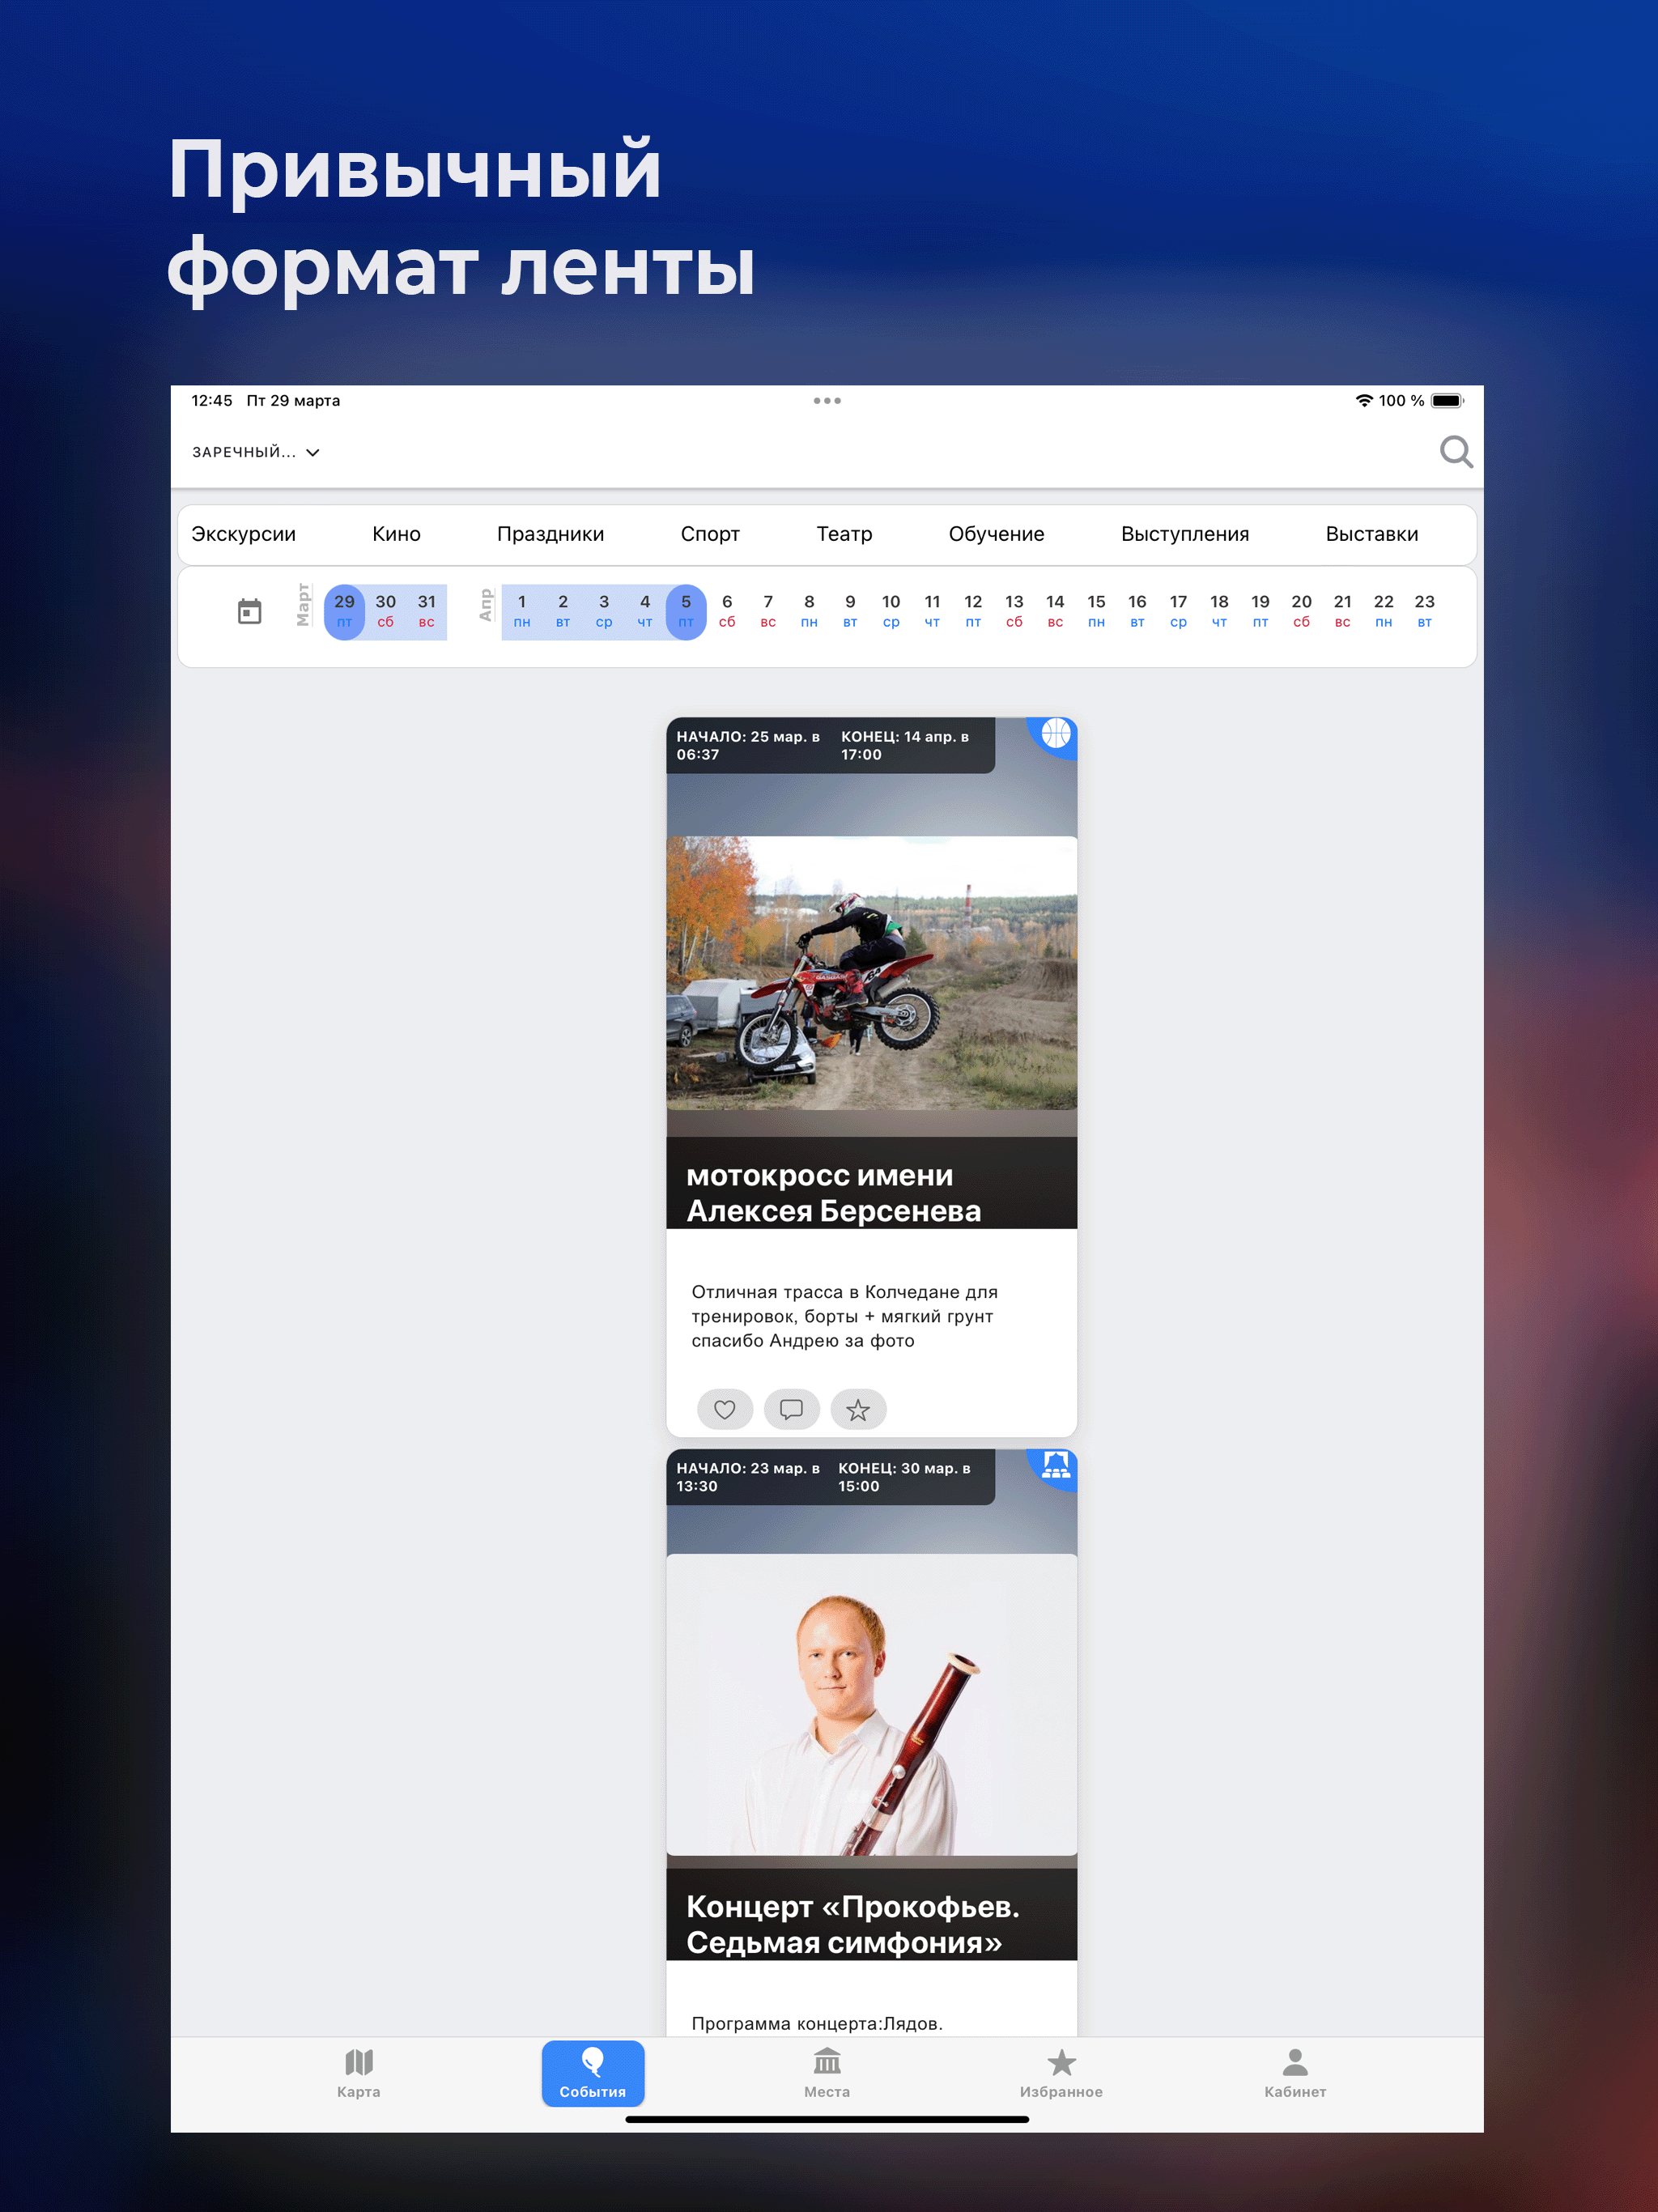 Привычный
формат ленты
12:45 Пт 29 марта
100 %
ЗАРЕЧНЫЙ...
Экскурсии Кино Праздники Спорт Театр Обучение Выступления Выставки
Март 29 30 31 Апр 1 2 3 4 5 6 7 8 9 10 11 12 13 14 15 16 17 18 19 20 21 22 23
пт сб вс пн вт ср чт пт сб вс пн вт ср чт пт сб вс пн вт ср чт пт сб вс пн вт
НАЧАЛО: 25 мар. в КОНЕЦ: 14 апр. в
06:37 17:00
64
мотокросс имени
Алексея Берсенева
Отличная трасса в Колчедане для
тренировок, борты + мягкий грунт
спасибо Андрею за фото
НАЧАЛО: 23 мар. в КОНЕЦ: 30 мар. в
13:30 15:00
Концерт «Прокофьев.
Седьмая симфония»
Программа концерта:Лядов.
Карта События Места Избранное Кабинет